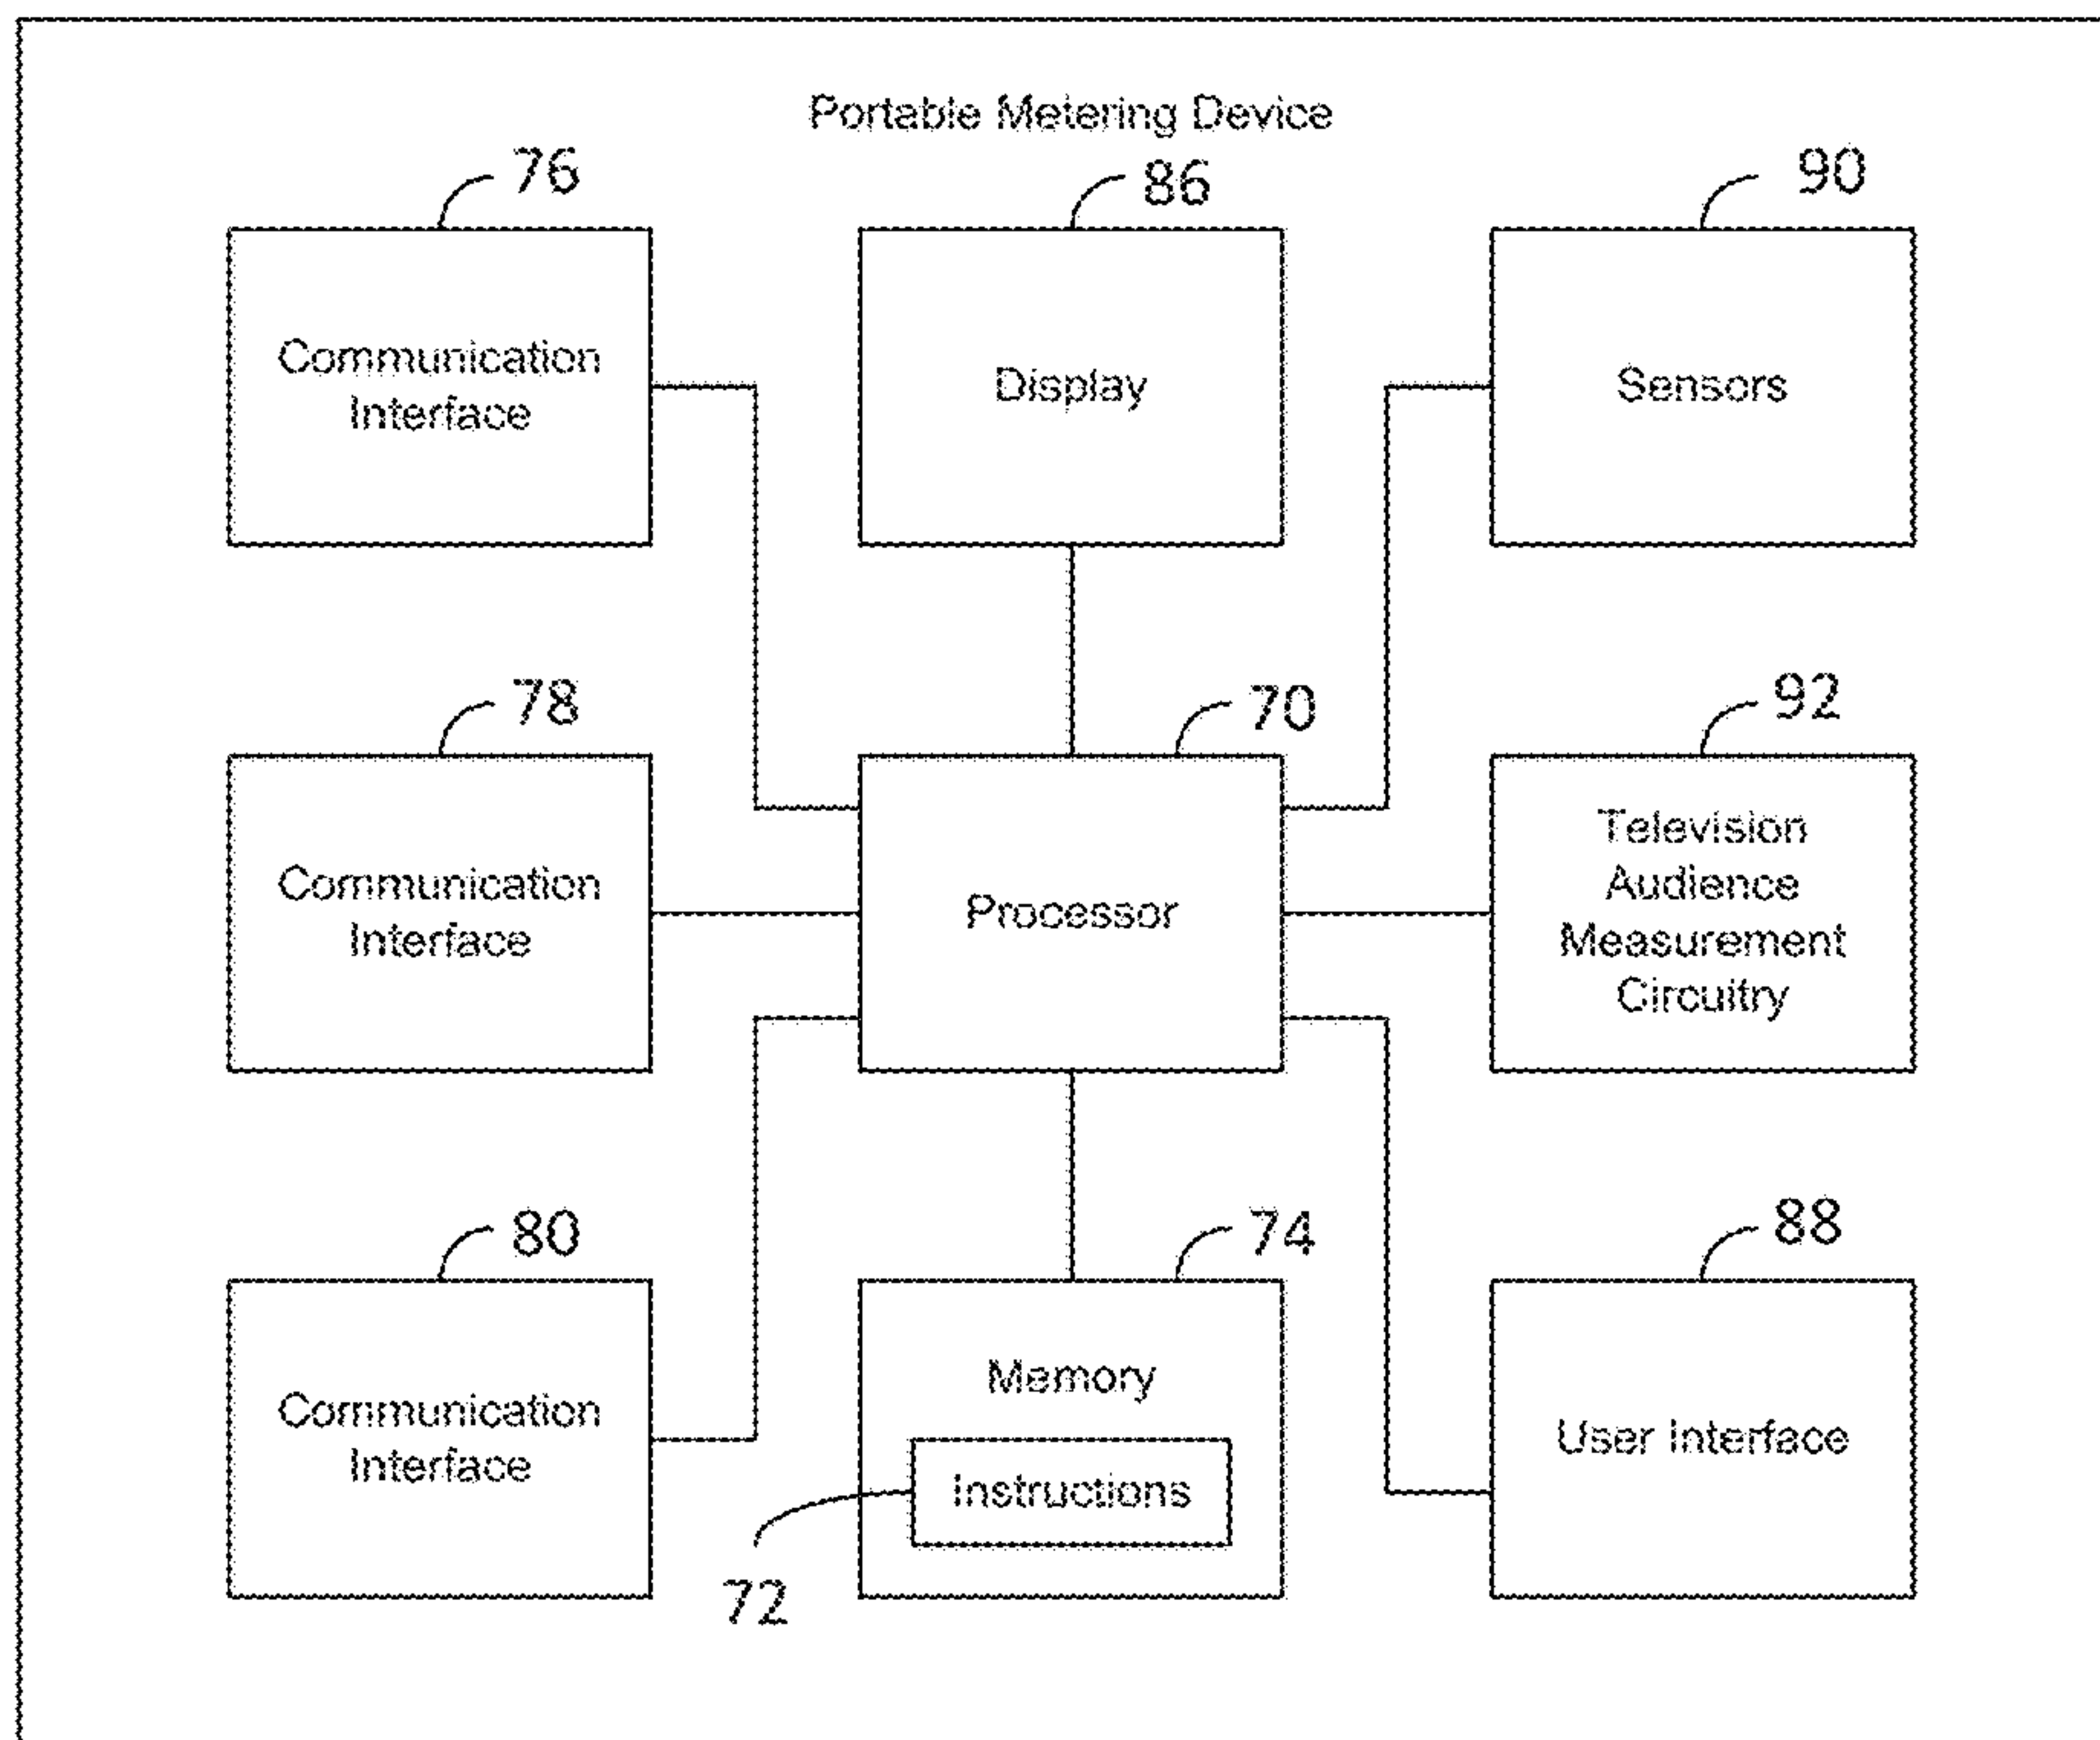 Portable Metering Device
76
86
90
Communication
Interface
Display
Sensors
78
70
92
Communication
Interface
Processor
Television
Audience
Measurement
Circuitry
80
74
88
Communication
Interface
Memory
Instructions
User Interface
72